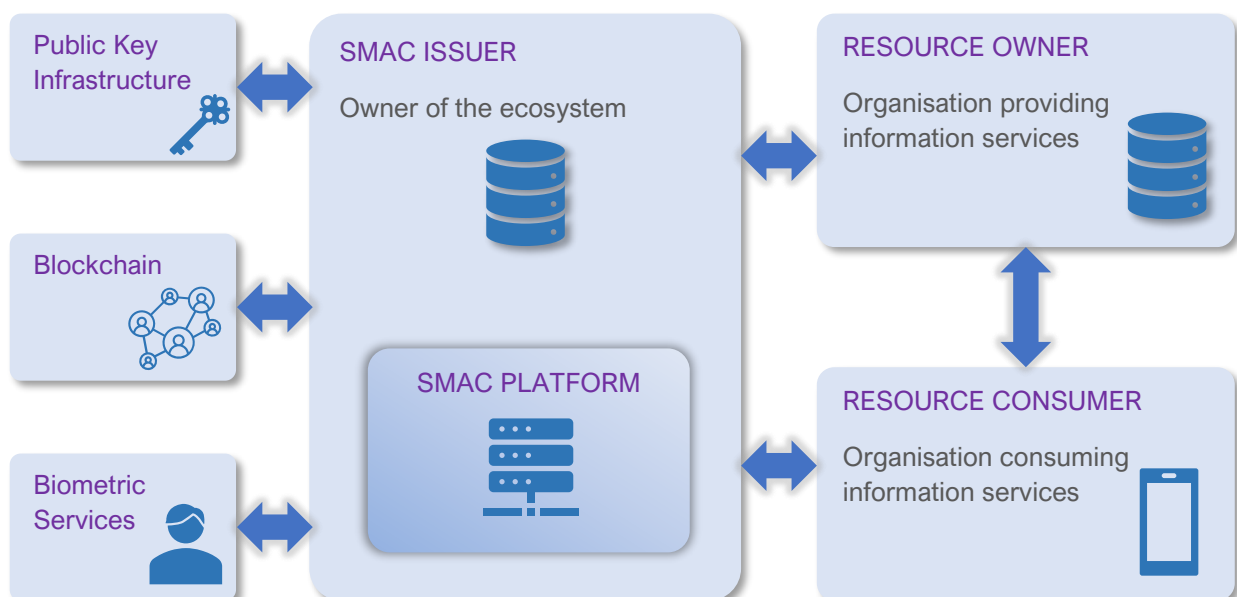 Public Key
Infrastructure
Blockchain
Biometric
Services
SMAC ISSUER
Owner of the ecosystem
SMAC PLATFORM
RESOURCE OWNER
Organisation providing
information services
RESOURCE CONSUMER
Organisation consuming
information services